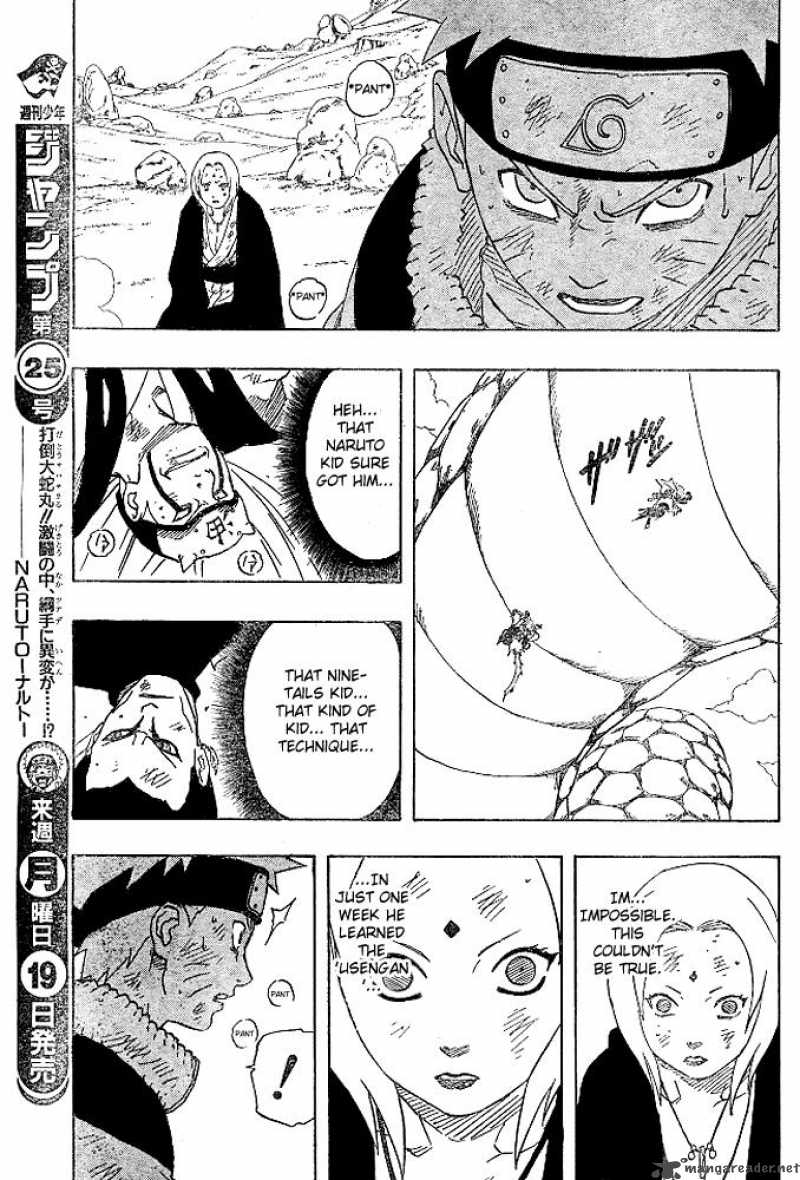 *PANT*
*PANT*
HEH...
THAT
NARUTO
KID SURE
GOT HIM...
THAT NINE-
TAILS KID...
THAT KIND OF
KID... THAT
TECHNIQUE...
IM...
IMPOSSIBLE.
THIS
COULDN'T
BE TRUE.
...IN
JUST ONE
WEEK HE
LEARNED
THE
'USENGAN
PANT
PANT
!
週刊少年
ジャンプ
第25号
打倒大蛇丸!!激闘の中、綱手に異変が……!?
―NARUTO―ナルト―
来週月曜日19日発売
mangareader.net